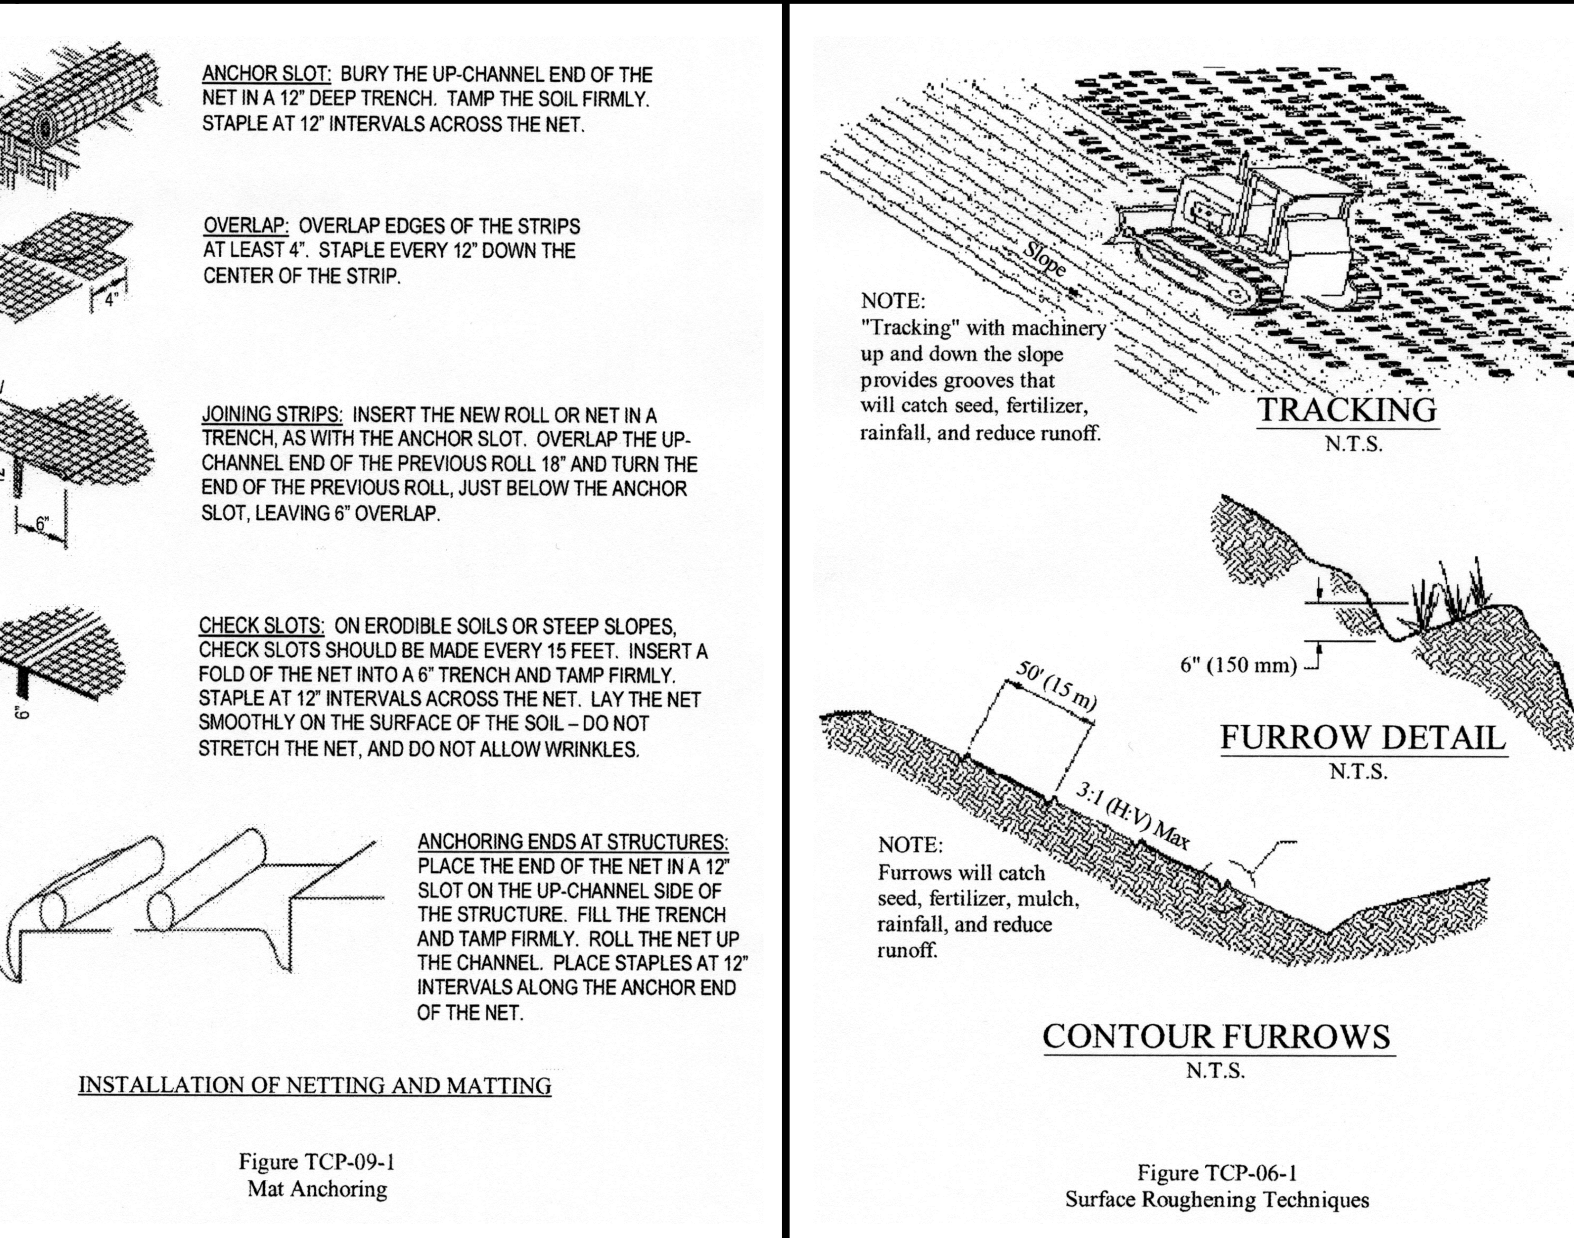 ANCHOR SLOT: BURY THE UP-CHANNEL END OF THE
NET IN A 12" DEEP TRENCH. TAMP THE SOIL FIRMLY.
STAPLE AT 12" INTERVALS ACROSS THE NET.
OVERLAP: OVERLAP EDGES OF THE STRIPS
AT LEAST 4". STAPLE EVERY 12" DOWN THE
CENTER OF THE STRIP.
4"
JOINING STRIPS: INSERT THE NEW ROLL OR NET IN A
TRENCH, AS WITH THE ANCHOR SLOT. OVERLAP THE UP-
CHANNEL END OF THE PREVIOUS ROLL 18" AND TURN THE
END OF THE PREVIOUS ROLL, JUST BELOW THE ANCHOR
SLOT, LEAVING 6" OVERLAP.
6"
CHECK SLOTS: ON ERODIBLE SOILS OR STEEP SLOPES,
CHECK SLOTS SHOULD BE MADE EVERY 15 FEET. INSERT A
FOLD OF THE NET INTO A 6" TRENCH AND TAMP FIRMLY.
STAPLE AT 12" INTERVALS ACROSS THE NET. LAY THE NET
SMOOTHLY ON THE SURFACE OF THE SOIL – DO NOT
STRETCH THE NET, AND DO NOT ALLOW WRINKLES.
6"
ANCHORING ENDS AT STRUCTURES:
PLACE THE END OF THE NET IN A 12"
SLOT ON THE UP-CHANNEL SIDE OF
THE STRUCTURE. FILL THE TRENCH
AND TAMP FIRMLY. ROLL THE NET UP
THE CHANNEL. PLACE STAPLES AT 12"
INTERVALS ALONG THE ANCHOR END
OF THE NET.
INSTALLATION OF NETTING AND MATTING
Figure TCP-09-1
Mat Anchoring
Slope
NOTE:
"Tracking" with machinery
up and down the slope
provides grooves that
will catch seed, fertilizer,
rainfall, and reduce runoff.
TRACKING
N.T.S.
6" (150 mm)
FURROW DETAIL
N.T.S.
50' (15 m)
3:1 (H:V) Max
NOTE:
Furrows will catch
seed, fertilizer, mulch,
rainfall, and reduce
runoff.
CONTOUR FURROWS
N.T.S.
Figure TCP-06-1
Surface Roughening Techniques